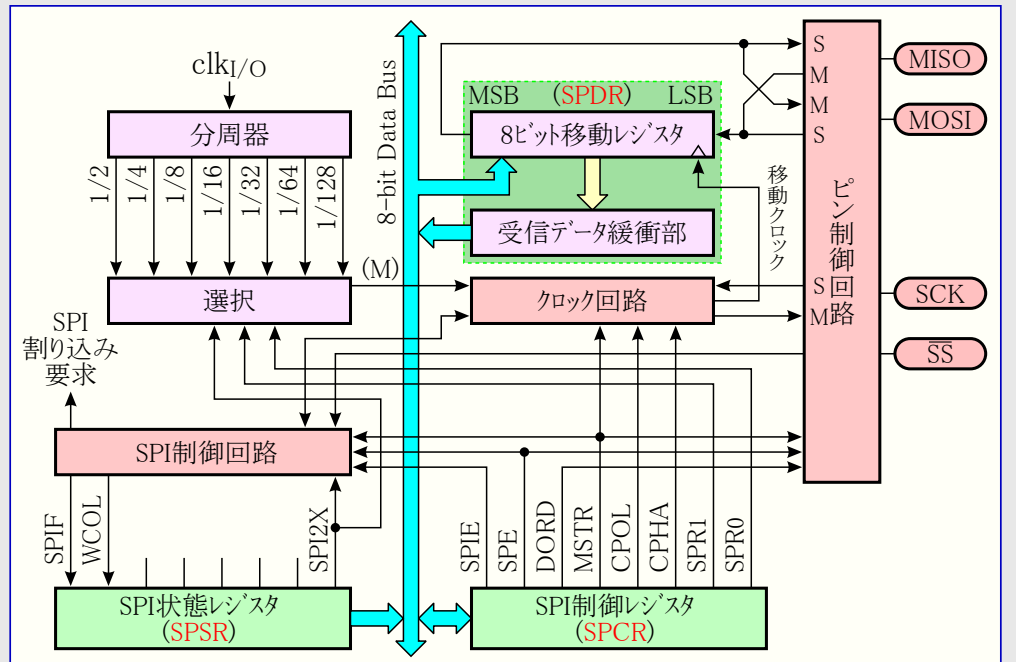 clkI/O
分周器
1/2
1/4
1/8
1/16
1/32
1/64
1/128
選択
(M)
8-bit Data Bus
MSB (SPDR) LSB
8ビット移動レジスタ
受信データ緩衝部
移動クロック
クロック回路
S
M
M
S
S
M
ピン制御回路
MISO
MOSI
SCK
SS
SPI
割り込み
要求
SPI制御回路
SPIF
WCOL
SPI2X
SPIE
SPE
DORD
MSTR
CPOL
CPHA
SPR1
SPR0
SPI状態レジスタ
(SPSR)
SPI制御レジスタ
(SPCR)